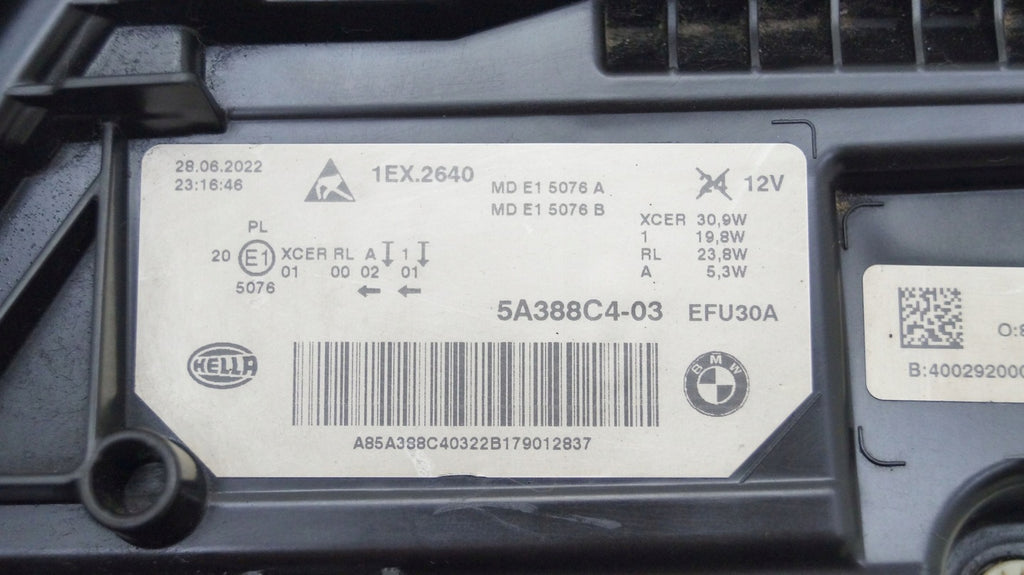 28.06.2022
23:16:46
1EX.2640
MD E1 5076 A
MD E1 5076 B
24 12V
XCER 30,9W
1 19,8W
RL 23,8W
A 5,3W
PL
20 E1 XCER RL A 1
01 00 02 01
5076
5A388C4-03 EFU30A
HELLA
BMW
A85A388C40322B179012837
O:8
B:400292000